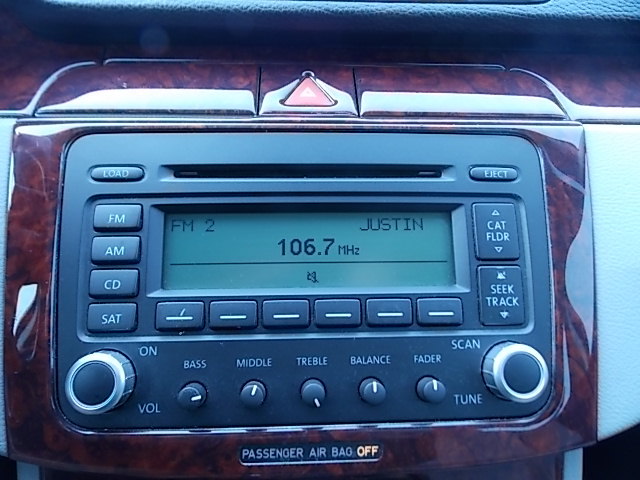 LOAD
EJECT
FM
AM
CD
SAT
FM 2
JUSTIN
106.7 MHz
CAT
FLDR
SEEK
TRACK
ON
VOL
BASS
MIDDLE
TREBLE
BALANCE
FADER
SCAN
TUNE
PASSENGER AIR BAG OFF